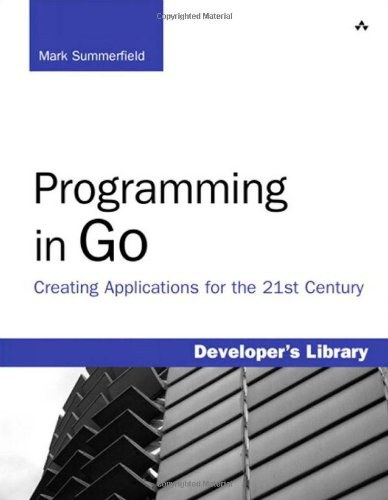 Copyrighted Material
Mark Summerfield
Programming
in Go
Creating Applications for the 21st Century
Developer's Library
Copyrighted Material